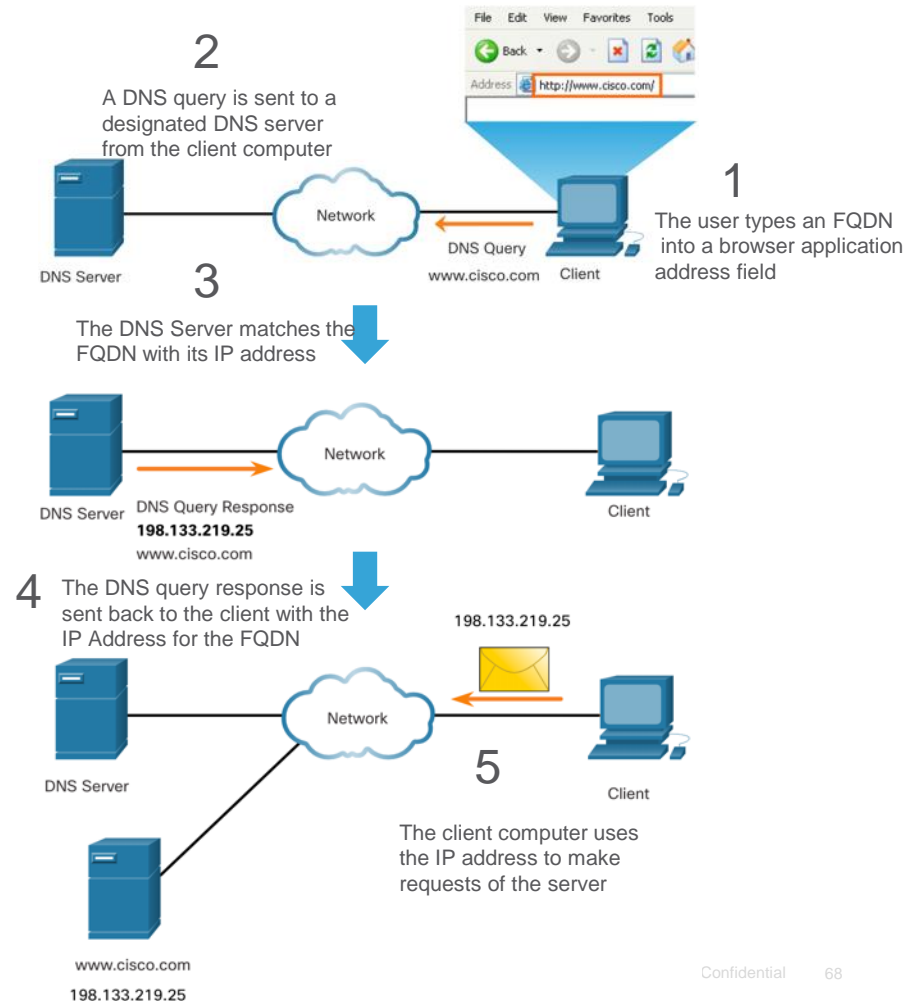 File Edit View Favorites Tools
Back
Address http://www.cisco.com/
2
A DNS query is sent to a
designated DNS server
from the client computer
1
The user types an FQDN
into a browser application
address field
Network
DNS Query
www.cisco.com
Client
DNS Server
3
The DNS Server matches the
FQDN with its IP address
Network
DNS Server
DNS Query Response
198.133.219.25
www.cisco.com
Client
4
The DNS query response is
sent back to the client with the
IP Address for the FQDN
198.133.219.25
Network
DNS Server
Client
5
The client computer uses
the IP address to make
requests of the server
www.cisco.com
198.133.219.25
Confidential 68